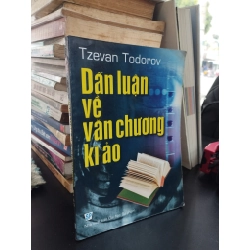 Tzevan Todorov
Dẫn luận
về
văn chương
kì ảo